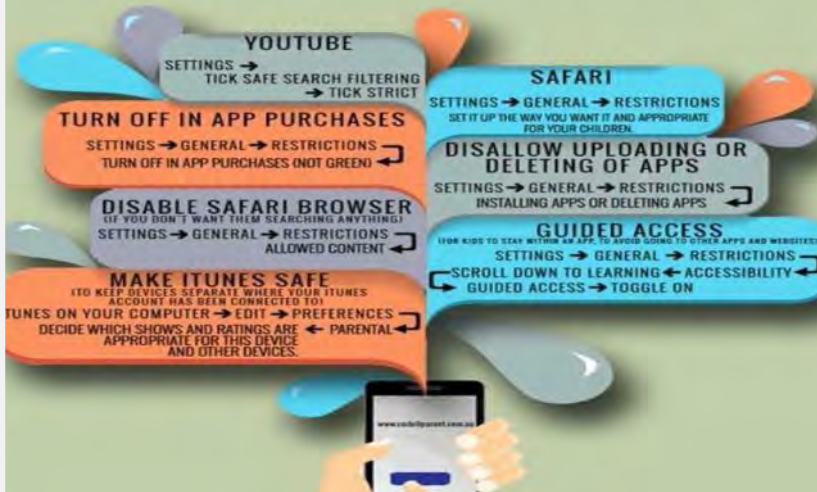 YOUTUBE
SETTINGS →
TICK SAFE SEARCH FILTERING
→ TICK STRICT
TURN OFF IN APP PURCHASES
SETTINGS → GENERAL → RESTRICTIONS
TURN OFF IN APP PURCHASES (NOT GREEN)
DISABLE SAFARI BROWSER
(IF YOU DON'T WANT THEM SEARCHING ANYTHING)
SETTINGS → GENERAL → RESTRICTIONS
ALLOWED CONTENT
MAKE ITUNES SAFE
(TO KEEP DEVICES SEPARATE WHERE YOUR ITUNES
ACCOUNT HAS BEEN CONNECTED TO)
TUNES ON YOUR COMPUTER → EDIT → PREFERENCES
DECIDE WHICH SHOWS AND RATINGS ARE ← PARENTAL
APPROPRIATE FOR THIS DEVICE
AND OTHER DEVICES.
SAFARI
SETTINGS → GENERAL → RESTRICTIONS
SET IT UP THE WAY YOU WANT IT AND APPROPRIATE
FOR YOUR CHILDREN.
DISALLOW UPLOADING OR
DELETING OF APPS
SETTINGS → GENERAL → RESTRICTIONS
INSTALLING APPS OR DELETING APPS
GUIDED ACCESS
(FOR KIDS TO STAY WITHIN AN APP, TO AVOID GOING TO OTHER APPS AND WEBSITES)
SETTINGS → GENERAL → RESTRICTIONS
SCROLL DOWN TO LEARNING ← ACCESSIBILITY
GUIDED ACCESS → TOGGLE ON